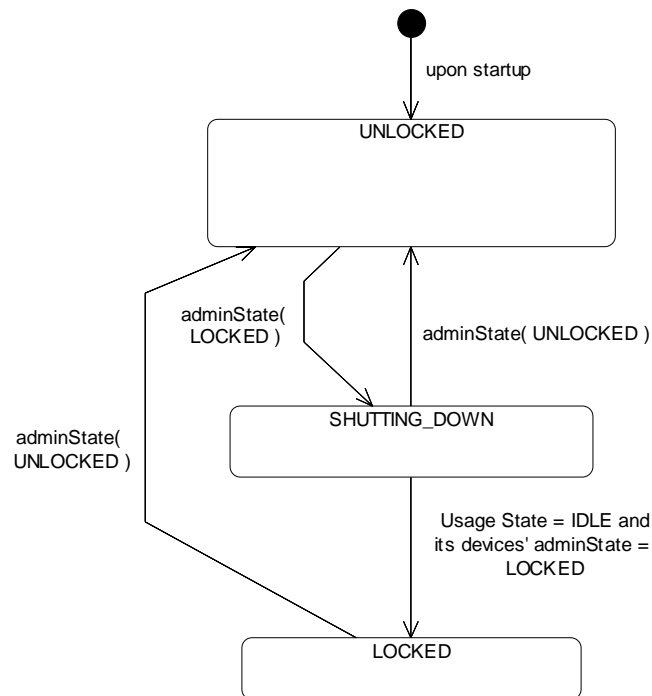 upon startup
UNLOCKED
adminState(
LOCKED )
adminState( UNLOCKED )
SHUTTING_DOWN
adminState(
UNLOCKED )
Usage State = IDLE and
its devices' adminState =
LOCKED
LOCKED